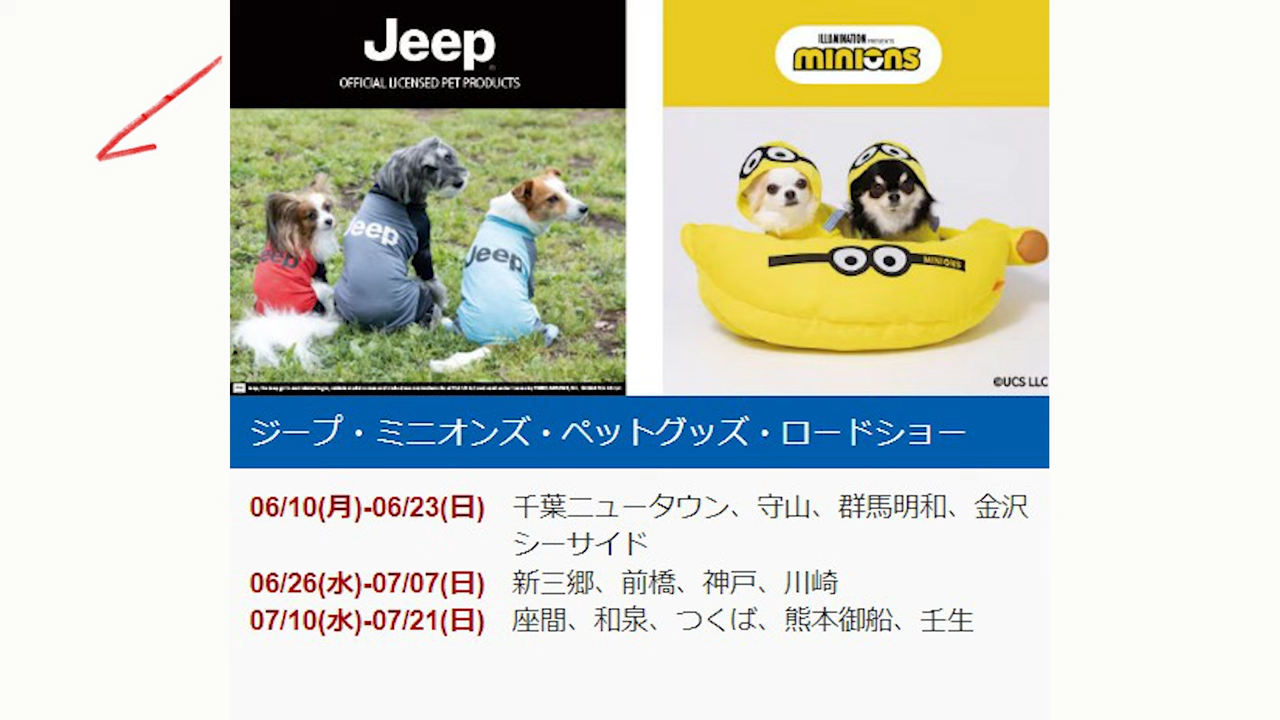 Jeep
OFFICIAL LICENSED PET PRODUCTS
ILLUMINATION PRESENTS
minions
Jeep
Jeep
Jeep
MINIONS
©UCS LLC
ジープ・ミニオンズ・ペットグッズ・ロードショー
06/10(月)-06/23(日) 千葉ニュータウン、守山、群馬明和、金沢
シーサイド
06/26(水)-07/07(日) 新三郷、前橋、神戸、川崎
07/10(水)-07/21(日) 座間、和泉、つくば、熊本御船、壬生